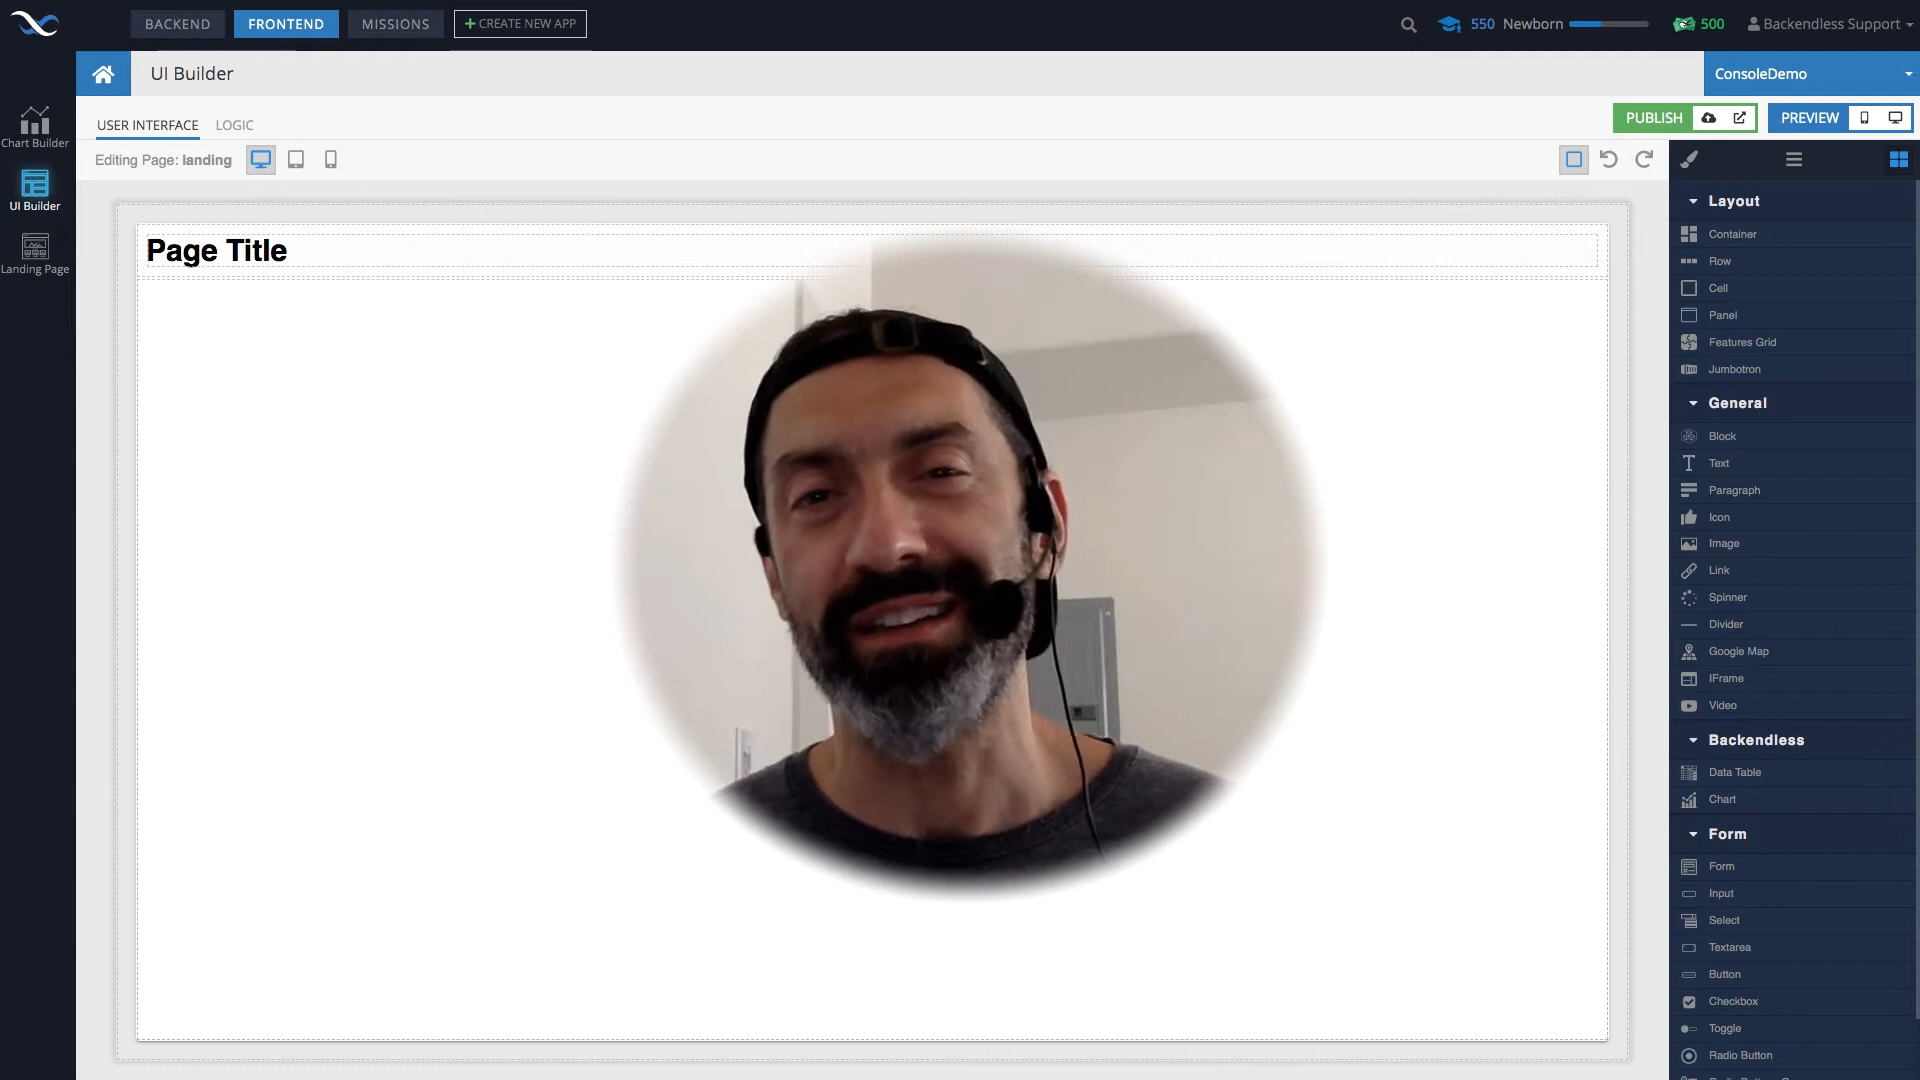 BACKEND FRONTEND MISSIONS CREATE NEW APP 550 Newborn 500 Backendless Support
UI Builder ConsoleDemo
USER INTERFACE LOGIC PUBLISH PREVIEW
Editing Page: landing
Chart Builder
UI Builder
Landing Page
Page Title
Layout
Container
Row
Cell
Panel
Features Grid
Jumbotron
General
Block
Text
Paragraph
Icon
Image
Link
Spinner
Divider
Google Map
IFrame
Video
Backendless
Data Table
Chart
Form
Form
Input
Select
Textarea
Button
Checkbox
Toggle
Radio Button